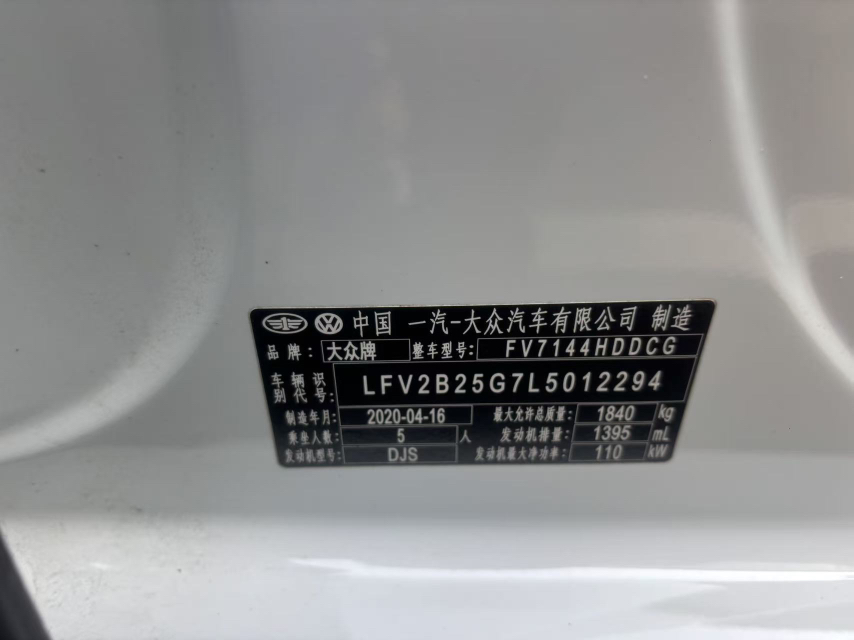 中国 一汽-大众汽车有限公司 制造
品牌: 大众牌 整车型号: FV7144HDDCG
车辆识别代号: LFV2B25G7L5012294
制造年月: 2020-04-16 最大允许总质量: 1840 kg
乘坐人数: 5 人 发动机排量: 1395 mL
发动机型号: DJS 发动机最大净功率: 110 kW